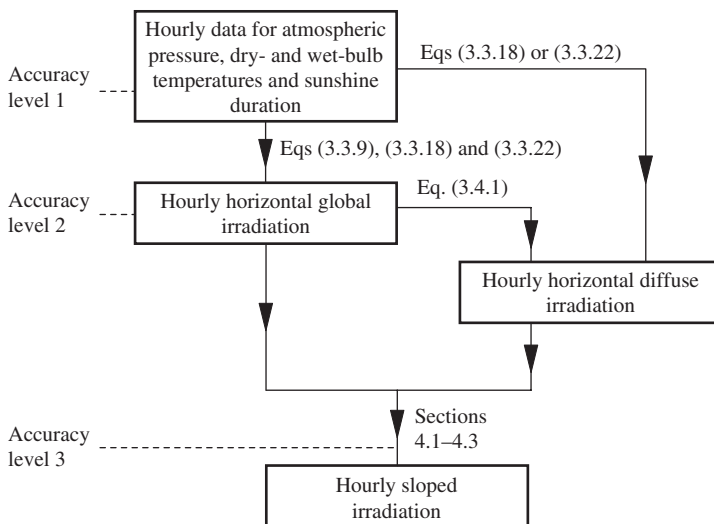 Hourly data for atmospheric
pressure, dry- and wet-bulb
temperatures and sunshine
duration
Eqs (3.3.18) or (3.3.22)
Accuracy
level 1
Eqs (3.3.9), (3.3.18) and (3.3.22)
Accuracy
level 2
Hourly horizontal global
irradiation
Eq. (3.4.1)
Hourly horizontal diffuse
irradiation
Sections
4.1–4.3
Accuracy
level 3
Hourly sloped
irradiation